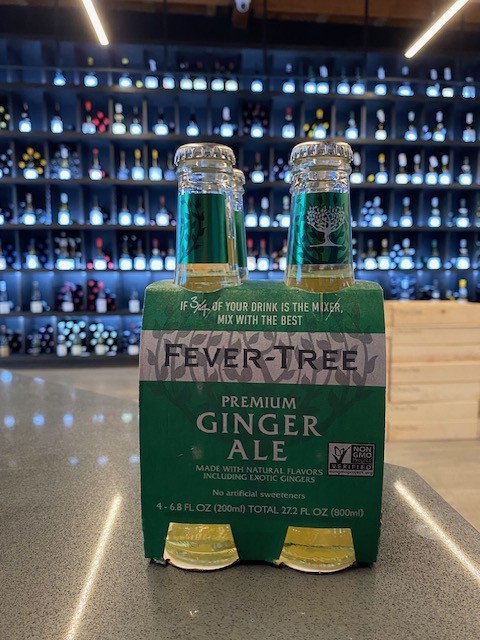 IF 3/4 OF YOUR DRINK IS THE MIXER,
MIX WITH THE BEST
FEVER-TREE
PREMIUM
GINGER
ALE
MADE WITH NATURAL FLAVORS
INCLUDING EXOTIC GINGERS
No artificial sweeteners
4 - 6.8 FL OZ (200ml) TOTAL 27.2 FL OZ (800ml)
NON
GMO
Project
VERIFIED